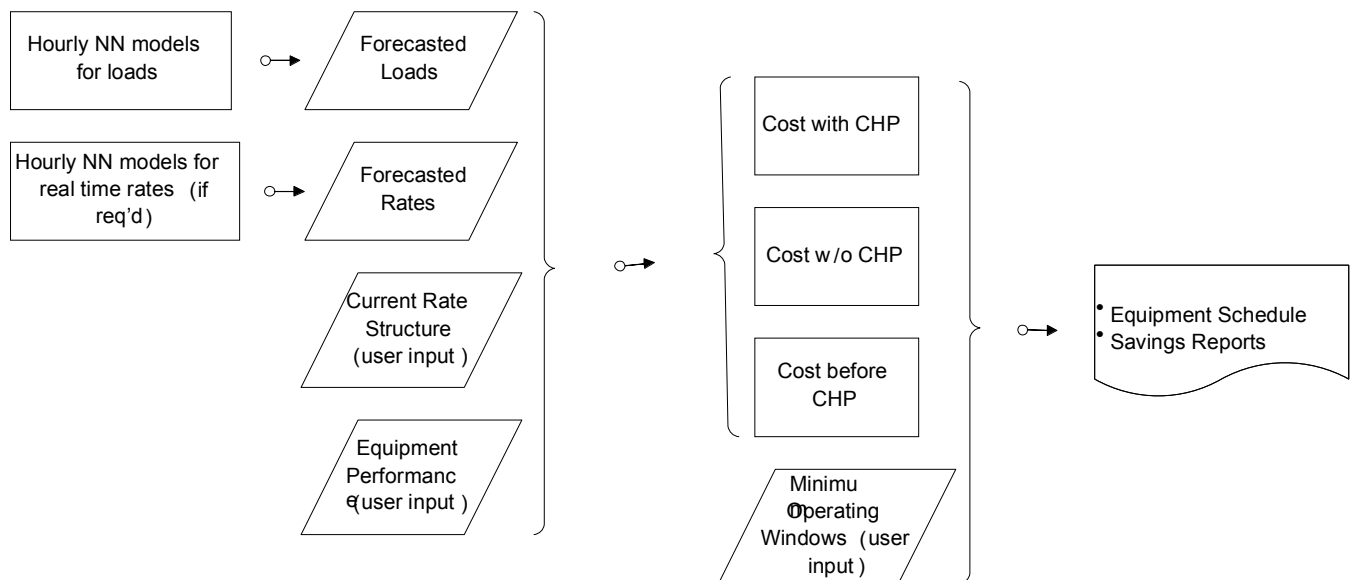 Hourly NN models
for loads
Forecasted
Loads
Hourly NN models for
real time rates (if
req’d)
Forecasted
Rates
Current Rate
Structure
(user input )
Equipment
Performanc
e
(user input )
Cost with CHP
Cost w/o CHP
Cost before
CHP
Minimu
m
Operating
Windows (user
input )
• Equipment Schedule
• Savings Reports